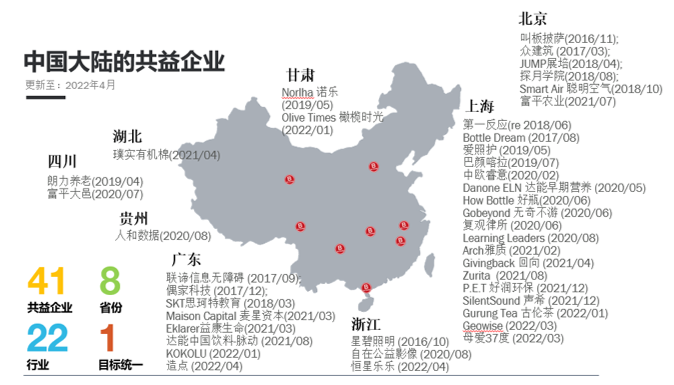 中国大陆的共益企业
更新至：2022年4月
北京
叫板披萨(2016/11);
众建筑 (2017/03);
JUMP展培(2018/04);
探月学院(2018/08);
Smart Air 聪明空气(2018/10)
富平农业(2021/07)
甘肃
Norlha 诺乐
(2019/05)
Olive Times 橄榄时光
(2022/01)
上海
第一反应(re 2018/06)
Bottle Dream (2017/08)
爱照护 (2019/05)
巴颜喀拉(2019/07)
中欧睿意(2020/02)
Danone ELN 达能早期营养 (2020/05)
How Bottle 好瓶(2020/06)
Gobeyond 无奇不游 (2020/06)
复观律所 (2020/06)
Learning Leaders (2020/08)
Arch雅质 (2021/02)
Givingback 回向 (2021/04)
Zurita (2021/08)
P.E.T 好润环保 (2021/12)
SilentSound 声希 (2021/12)
Gurung Tea 古伦茶 (2022/01)
Geowise (2022/03)
母爱37度 (2022/03)
湖北
璞实有机棉(2021/04)
四川
朗力养老(2019/04)
富平大邑(2020/07)
贵州
人和数据(2020/08)
广东
联谛信息无障碍 (2017/09);
偶家科技 (2017/12);
SKT思珂特教育 (2018/03)
Maison Capital 麦星资本(2021/03)
Eklarer益康生命(2021/03)
达能中国饮料·脉动 (2021/08)
KOKOLU (2022/01)
造点 (2022/04)
浙江
星碧照明 (2016/10)
自在公益影像 (2020/08)
恒星乐乐 (2022/04)
41
共益企业
8
省份
22
行业
1
目标统一